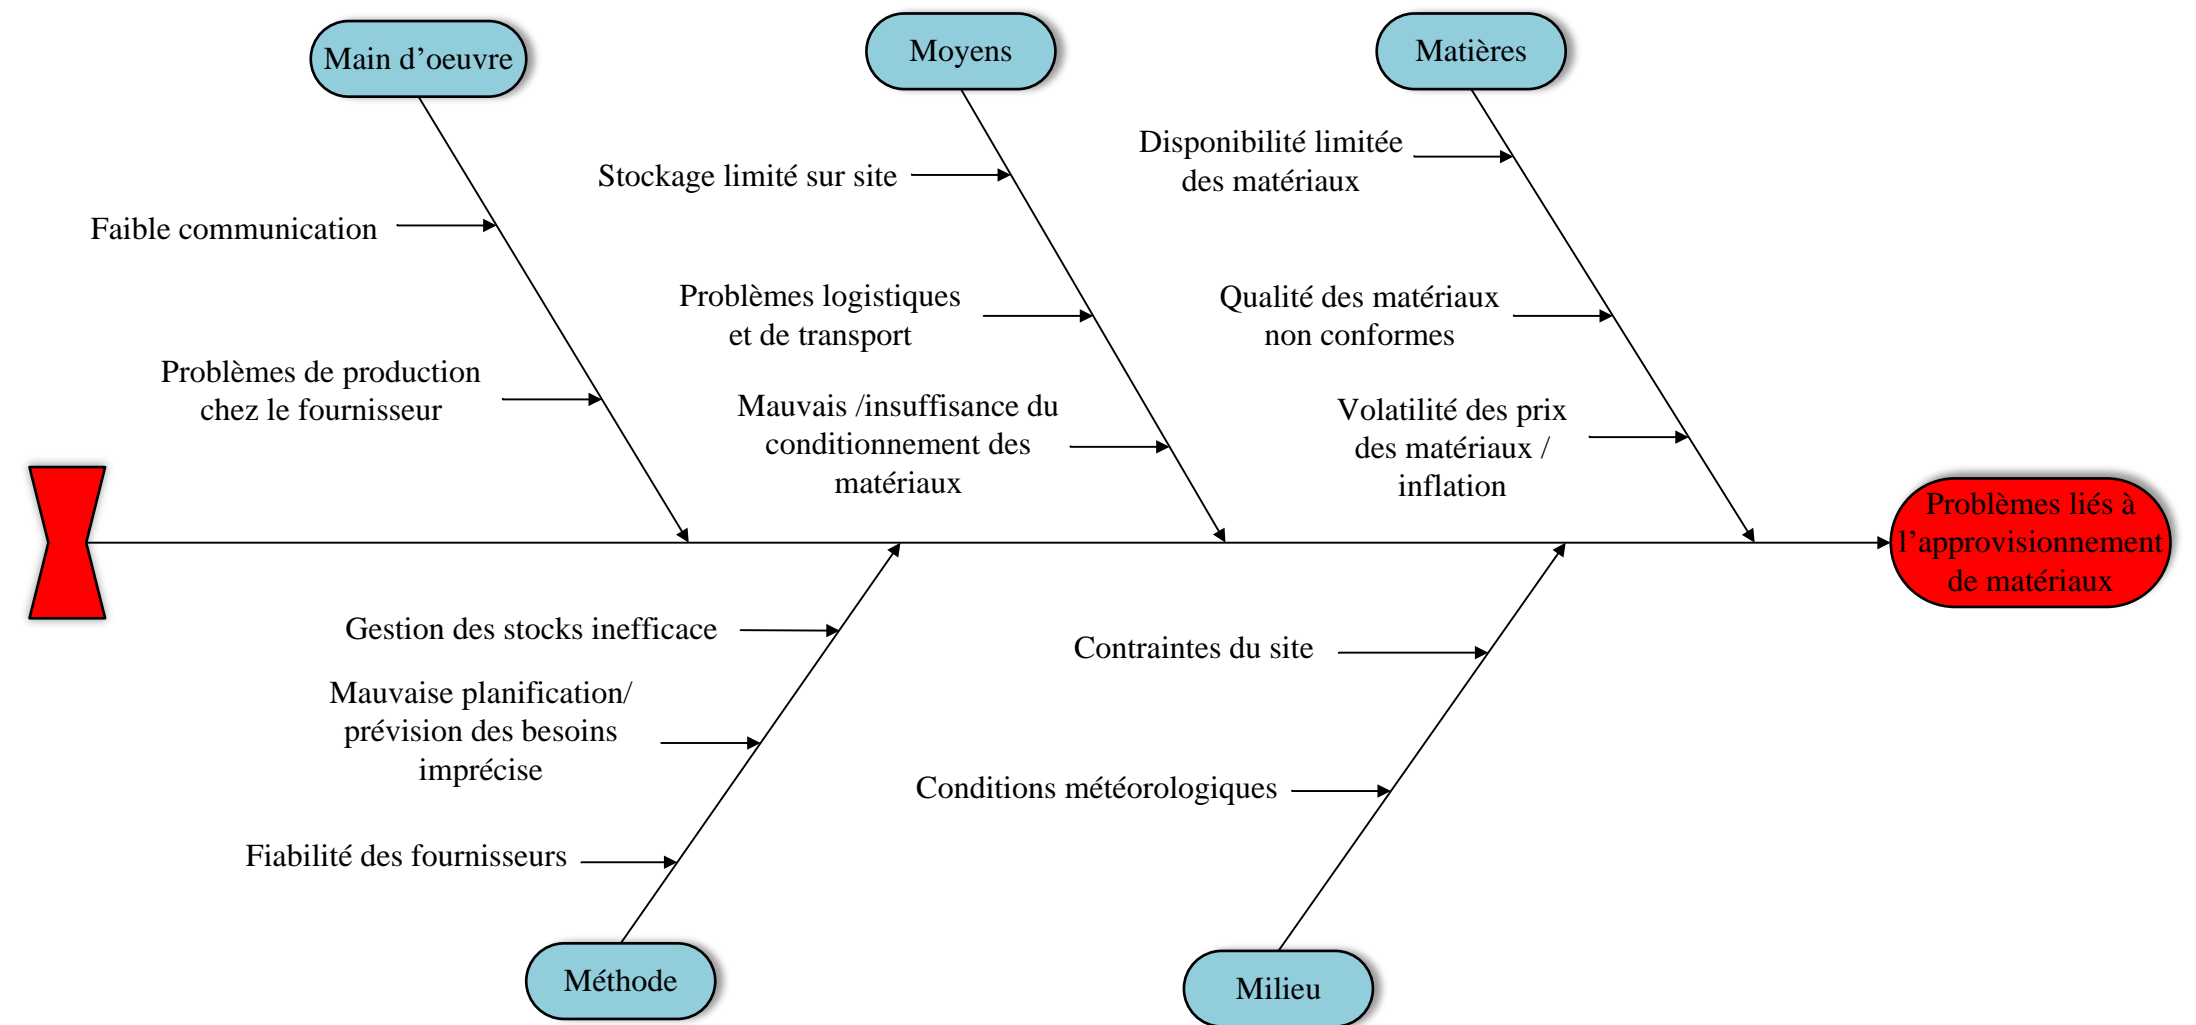 Main d’oeuvre
Moyens
Matières
Disponibilité limitée
des matériaux
Stockage limité sur site
Faible communication
Problèmes logistiques
et de transport
Qualité des matériaux
non conformes
Problèmes de production
chez le fournisseur
Mauvais /insuffisance du
conditionnement des
matériaux
Volatilité des prix
des matériaux /
inflation
Problèmes liés à
l’approvisionnement
de matériaux
Gestion des stocks inefficace
Contraintes du site
Mauvaise planification/
prévision des besoins
imprécise
Conditions météorologiques
Fiabilité des fournisseurs
Méthode
Milieu